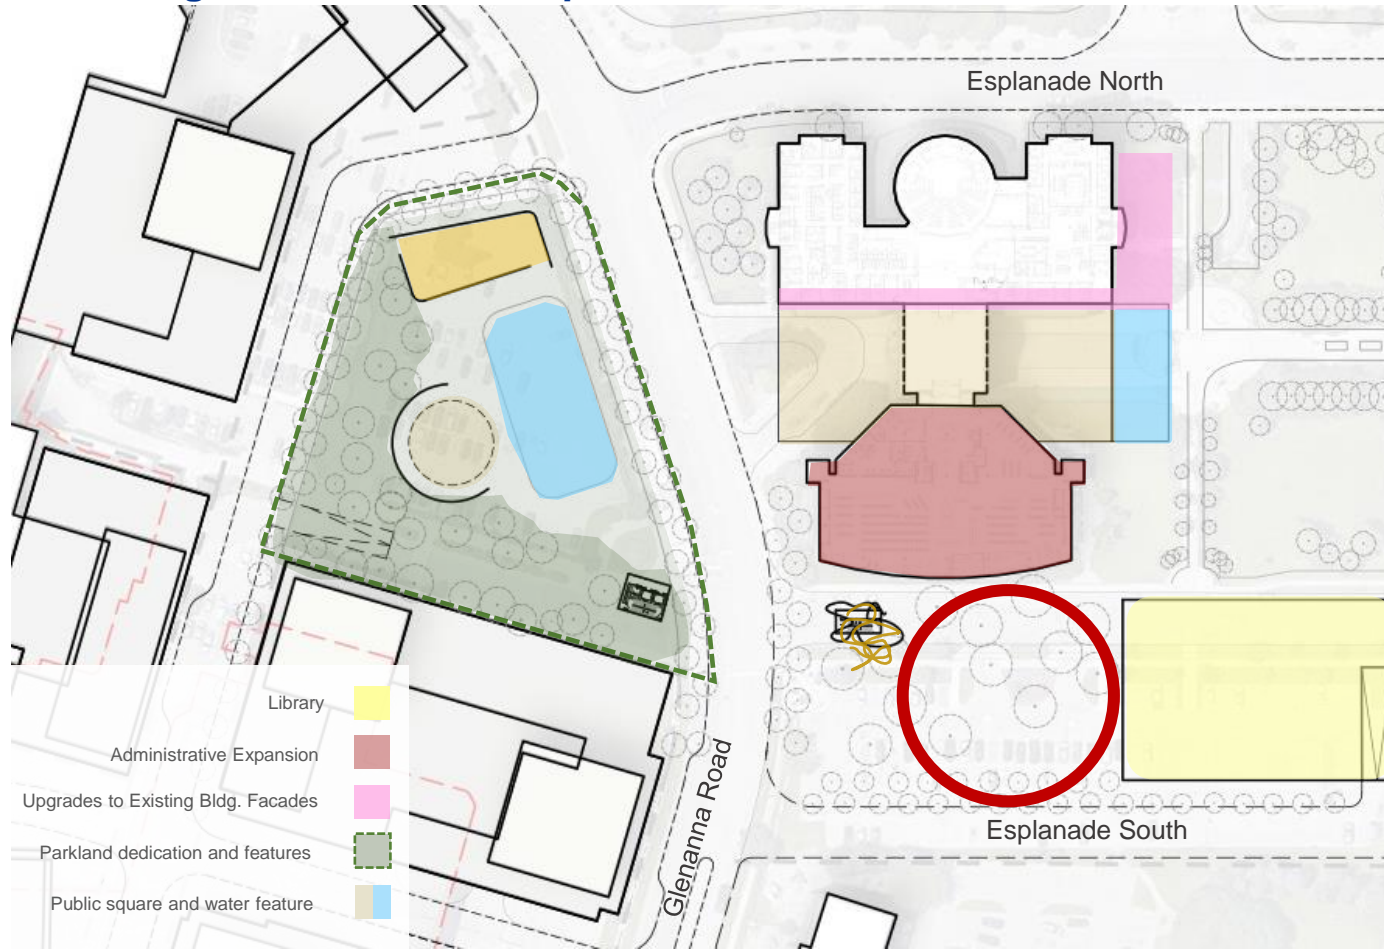 Esplanade North
Library
Administrative Expansion
Upgrades to Existing Bldg. Facades
Parkland dedication and features
Public square and water feature
Glenanna Road
Esplanade South